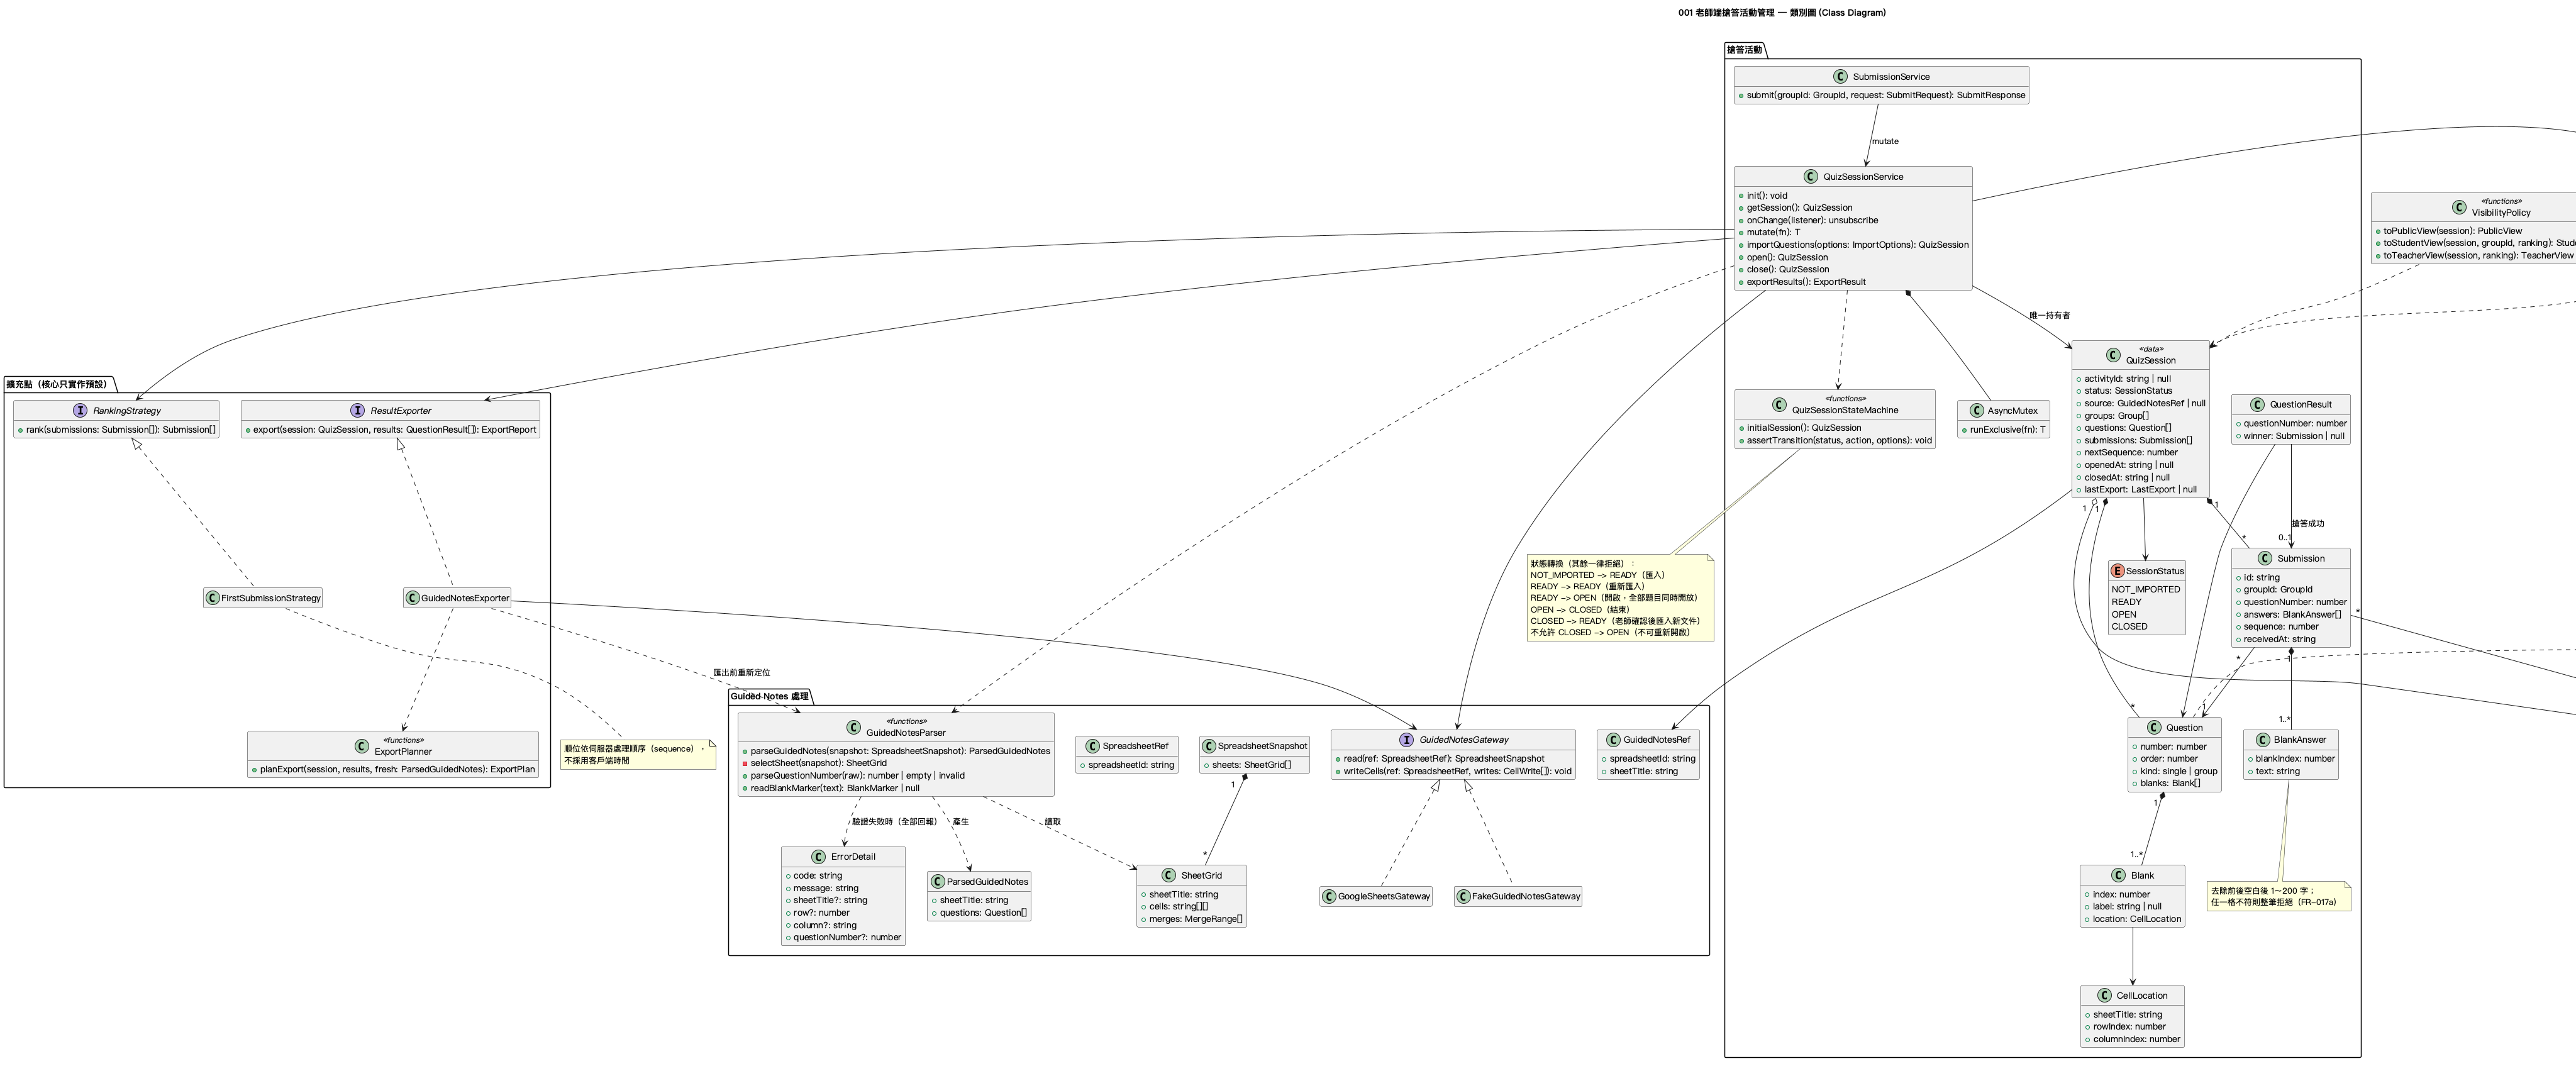 001 老師端搶答活動管理 — 類別圖 (Class Diagram)
搶答活動
SubmissionService
submit(groupId: GroupId, request: SubmitRequest): SubmitResponse
mutate
QuizSessionService
init(): void
getSession(): QuizSession
onChange(listener): unsubscribe
mutate(fn): T
importQuestions(options: ImportOptions): QuizSession
open(): QuizSession
close(): QuizSession
exportResults(): ExportResult
«functions»
VisibilityPolicy
toPublicView(session): PublicView
toStudentView(session, groupId, ranking):
toTeacherView(session, ranking): TeacherView
唯一持有者
«data»
QuizSession
activityId: string | null
status: SessionStatus
source: GuidedNotesRef | null
groups: Group[]
questions: Question[]
submissions: Submission[]
nextSequence: number
openedAt: string | null
closedAt: string | null
lastExport: LastExport | null
«functions»
QuizSessionStateMachine
initialSession(): QuizSession
assertTransition(status, action, options): void
AsyncMutex
runExclusive(fn): T
QuestionResult
questionNumber: number
winner: Submission | null
擴充點（核心只實作預設）
RankingStrategy
rank(submissions: Submission[]): Submission[]
ResultExporter
export(session: QuizSession, results: QuestionResult[]): ExportReport
1
1
1
搶答成功
*
0..1
狀態轉換（其餘一律拒絕）：
NOT_IMPORTED -> READY（匯入）
READY -> READY（重新匯入）
READY -> OPEN（開啟，全部題目同時開放）
OPEN -> CLOSED（結束）
CLOSED -> READY（老師確認後匯入新文件）
不允許 CLOSED -> OPEN（不可重新開啟）
SessionStatus
NOT_IMPORTED
READY
OPEN
CLOSED
Submission
id: string
groupId: GroupId
questionNumber: number
answers: BlankAnswer[]
sequence: number
receivedAt: string
*
FirstSubmissionStrategy
GuidedNotesExporter
匯出前重新定位
*
1
Guided Notes 處理
*
1
1..*
«functions»
ExportPlanner
planExport(session, results, fresh: ParsedGuidedNotes): ExportPlan
順位依伺服器處理順序（sequence），
不採用客戶端時間
«functions»
GuidedNotesParser
parseGuidedNotes(snapshot: SpreadsheetSnapshot): ParsedGuidedNotes
selectSheet(snapshot): SheetGrid
parseQuestionNumber(raw): number | empty | invalid
readBlankMarker(text): BlankMarker | null
SpreadsheetRef
spreadsheetId: string
SpreadsheetSnapshot
sheets: SheetGrid[]
GuidedNotesGateway
read(ref: SpreadsheetRef): SpreadsheetSnapshot
writeCells(ref: SpreadsheetRef, writes: CellWrite[]): void
GuidedNotesRef
spreadsheetId: string
sheetTitle: string
Question
number: number
order: number
kind: single | group
blanks: Blank[]
BlankAnswer
blankIndex: number
text: string
1
1
驗證失敗時（全部回報）
產生
讀取
*
1..*
ErrorDetail
code: string
message: string
sheetTitle?: string
row?: number
column?: string
questionNumber?: number
ParsedGuidedNotes
sheetTitle: string
questions: Question[]
SheetGrid
sheetTitle: string
cells: string[][]
merges: MergeRange[]
GoogleSheetsGateway
FakeGuidedNotesGateway
Blank
index: number
label: string | null
location: CellLocation
去除前後空白後 1～200 字；
任一格不符則整筆拒絕（FR-017a）
CellLocation
sheetTitle: string
rowIndex: number
columnIndex: number